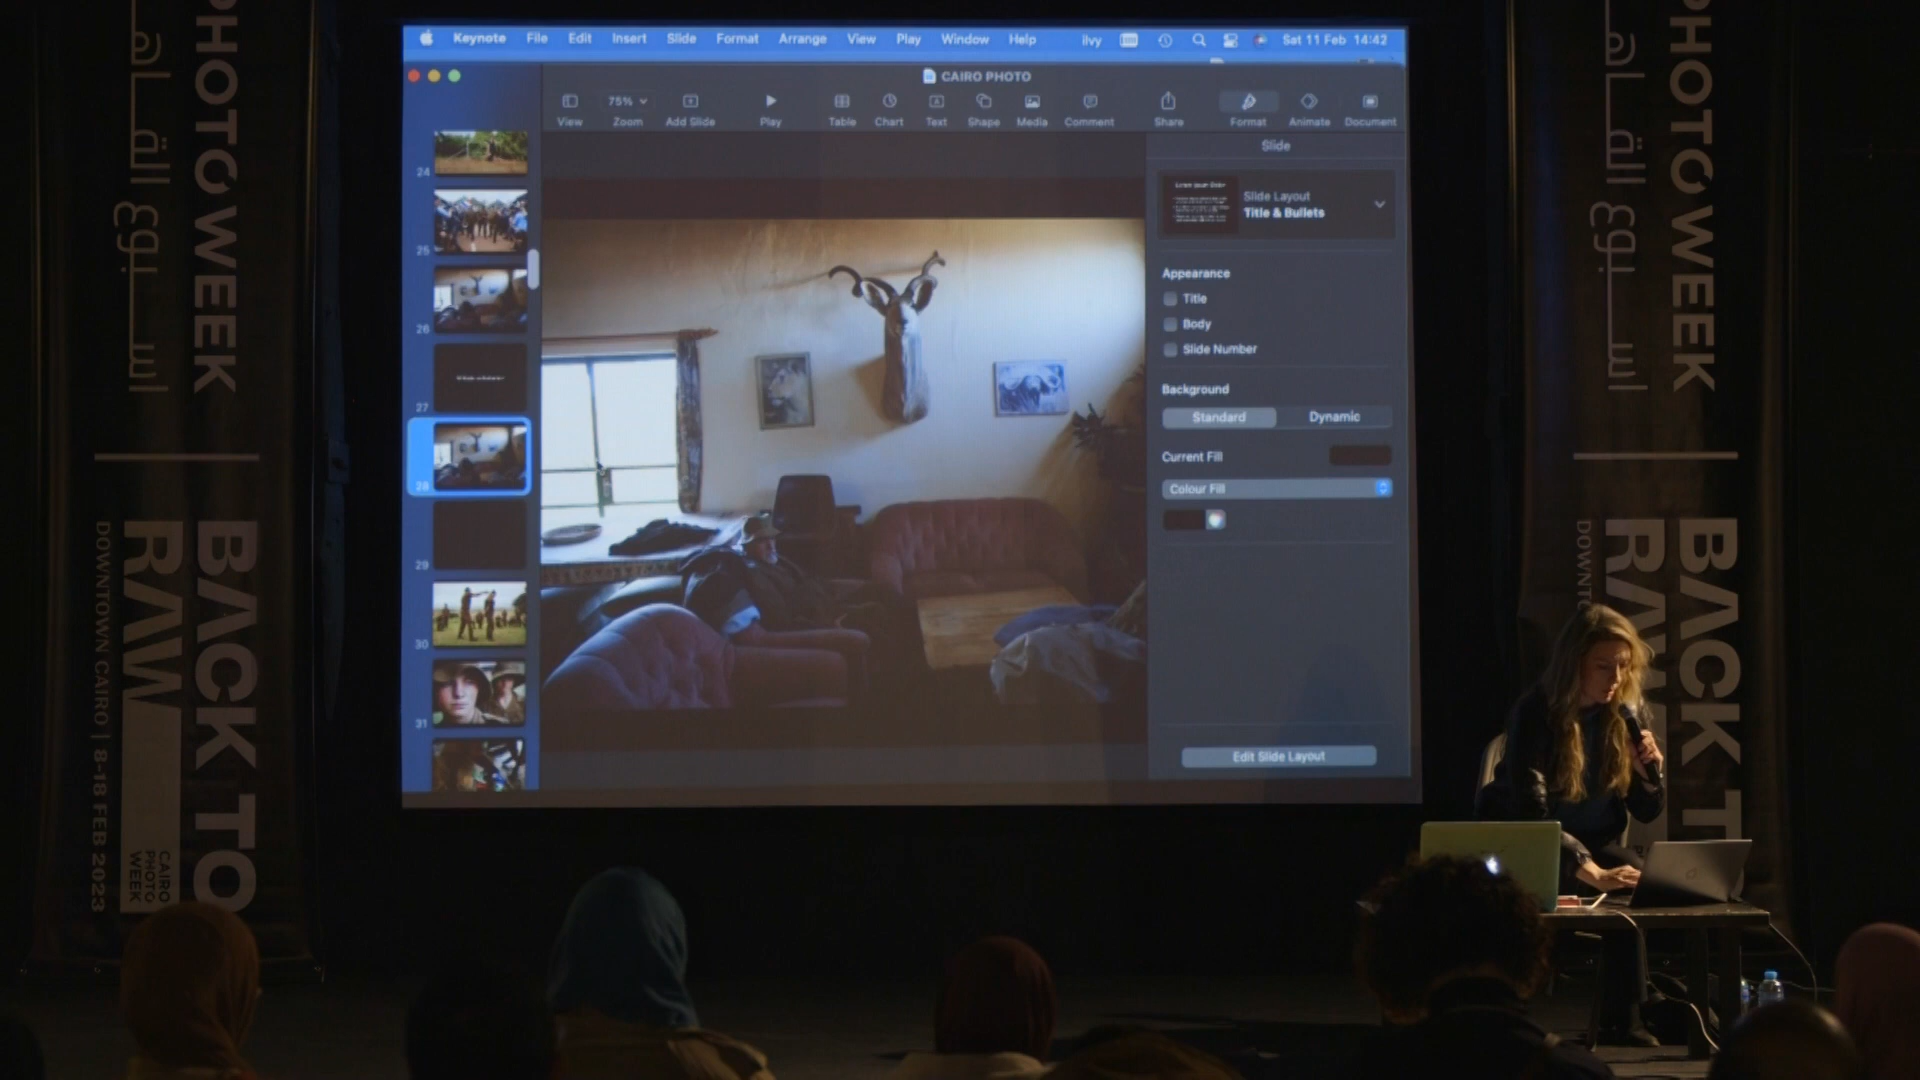 Keynote File Edit Insert Slide Format Arrange View Play Window Help ilvy Sat 11 Feb 14:42
CAIRO PHOTO
75%
View Zoom Add Slide Play Table Chart Text Shape Media Comment Share Format Animate Document
Slide
Slide Layout
Title & Bullets
Appearance
Title
Body
Slide Number
Background
Standard Dynamic
Current Fill
Colour Fill
Edit Slide Layout
24
25
26
27
28
29
30
31
PHOTO WEEK
BACK TO
RAW
DOWNTOWN CAIRO | 8-18 FEB 2023
CAIRO
PHOTO
WEEK
PHOTO WEEK
BACK T
RAW
DOWNTO